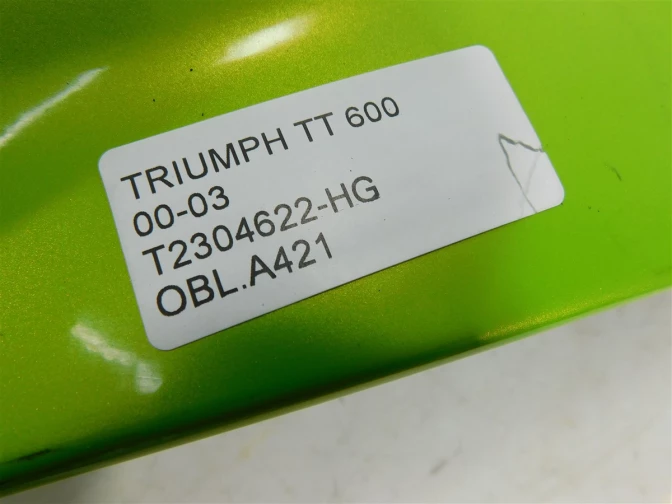 TRIUMPH TT 600
00-03
T2304622-HG
OBL.A421